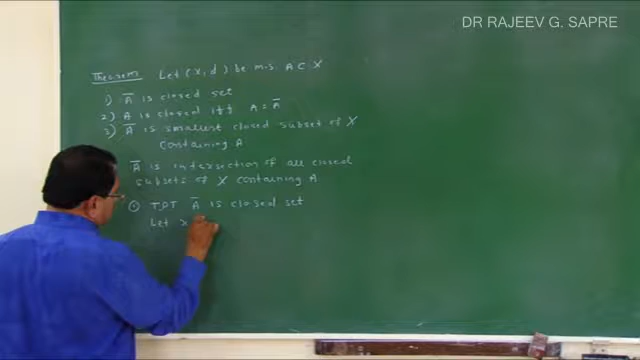 DR RAJEEV G. SAPRE
Theorem Let (X, d) be m.s. A ⊂ X
1) A̅ is closed set
2) A is closed iff A = A̅
3) A̅ is smallest closed subset of X
containing A
A̅ is intersection of all closed
subsets of X containing A
① T.P.T A̅ is closed set
Let x